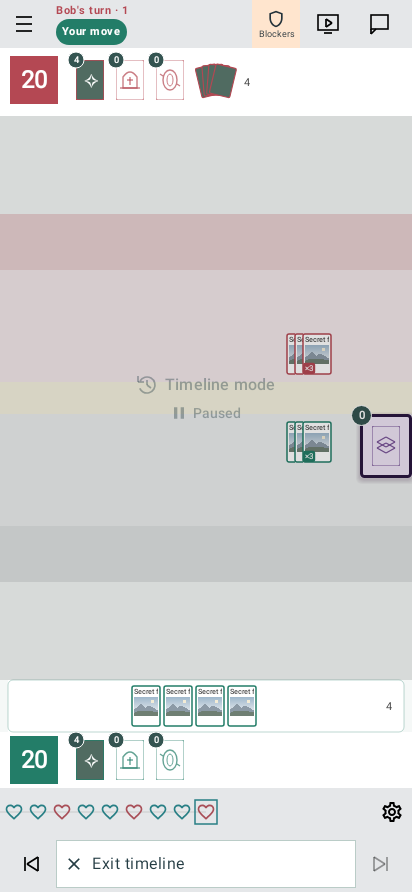 Bob's turn · 1
Your move
Blockers
20
4
0
0
4
S
S
Secret f
×3
Timeline mode
Paused
0
S
S
Secret f
×3
Secret f
Secret f
Secret f
Secret f
4
20
4
0
0
Exit timeline